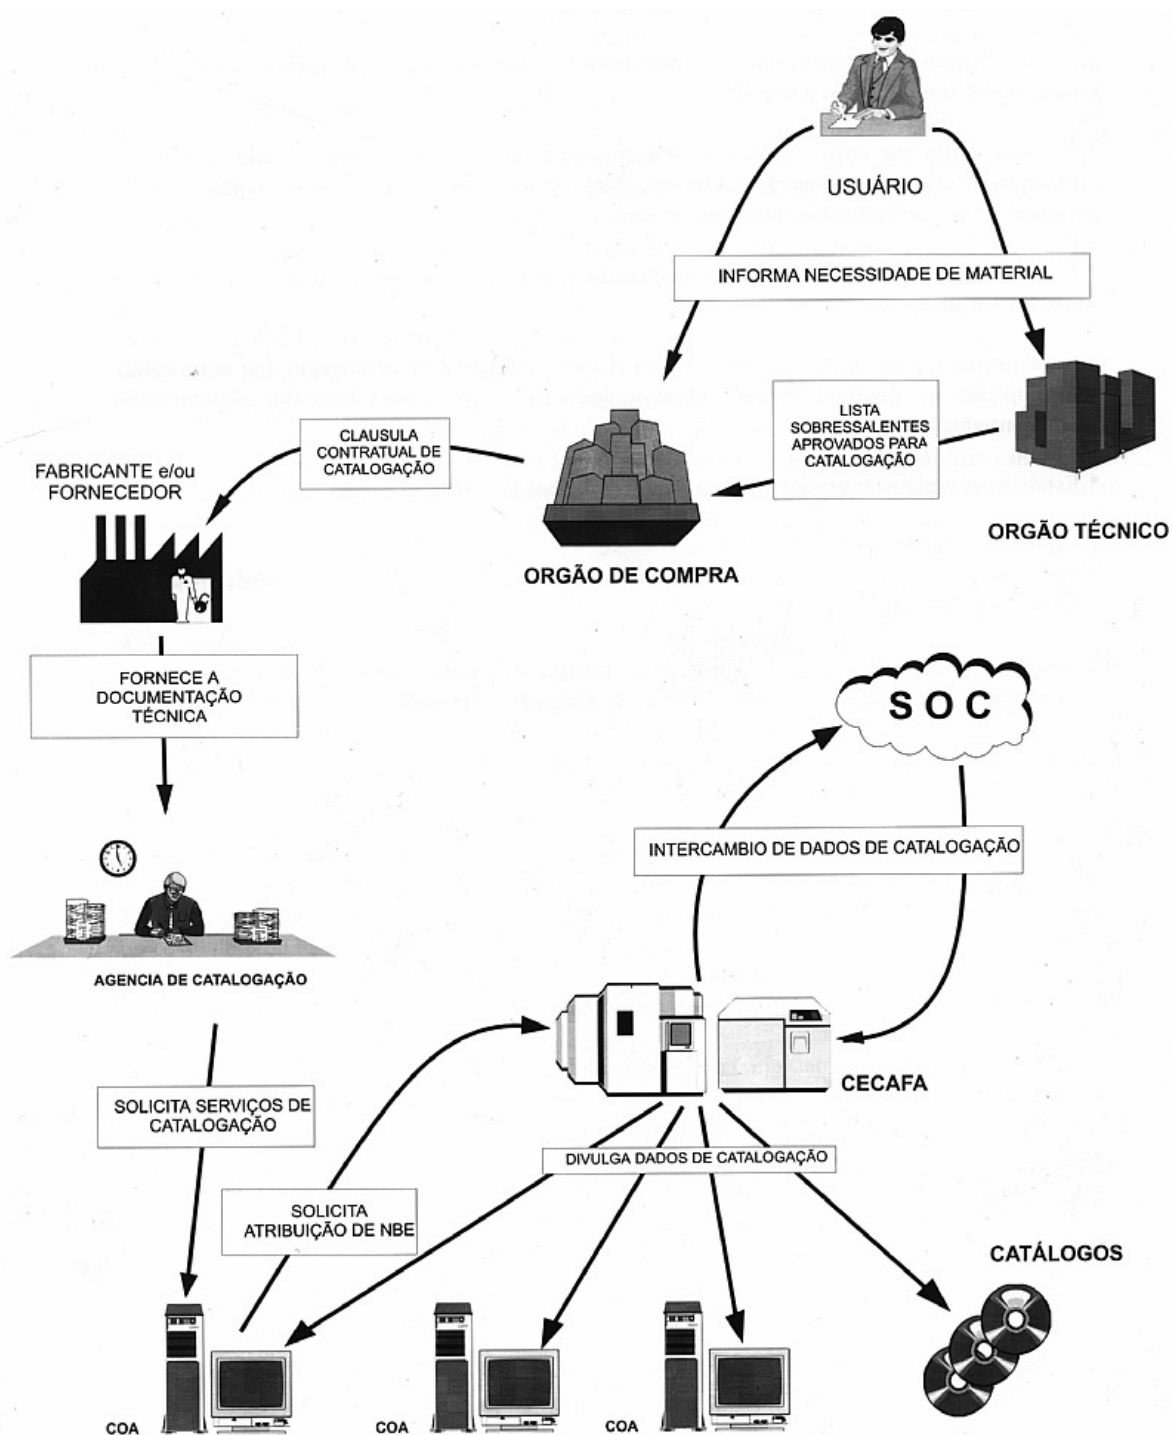 USUÁRIO
INFORMA NECESSIDADE DE MATERIAL
LISTA
SOBRESSALENTES
APROVADOS PARA
CATALOGAÇÃO
CLAUSULA
CONTRATUAL DE
CATALOGAÇÃO
FABRICANTE e/ou
FORNECEDOR
ORGÃO TÉCNICO
ORGÃO DE COMPRA
FORNECE A
DOCUMENTAÇÃO
TÉCNICA
S O C
INTERCAMBIO DE DADOS DE CATALOGAÇÃO
AGENCIA DE CATALOGAÇÃO
CECAFA
SOLICITA SERVIÇOS DE
CATALOGAÇÃO
DIVULGA DADOS DE CATALOGAÇÃO
SOLICITA
ATRIBUIÇÃO DE NBE
CATÁLOGOS
COA
COA
COA